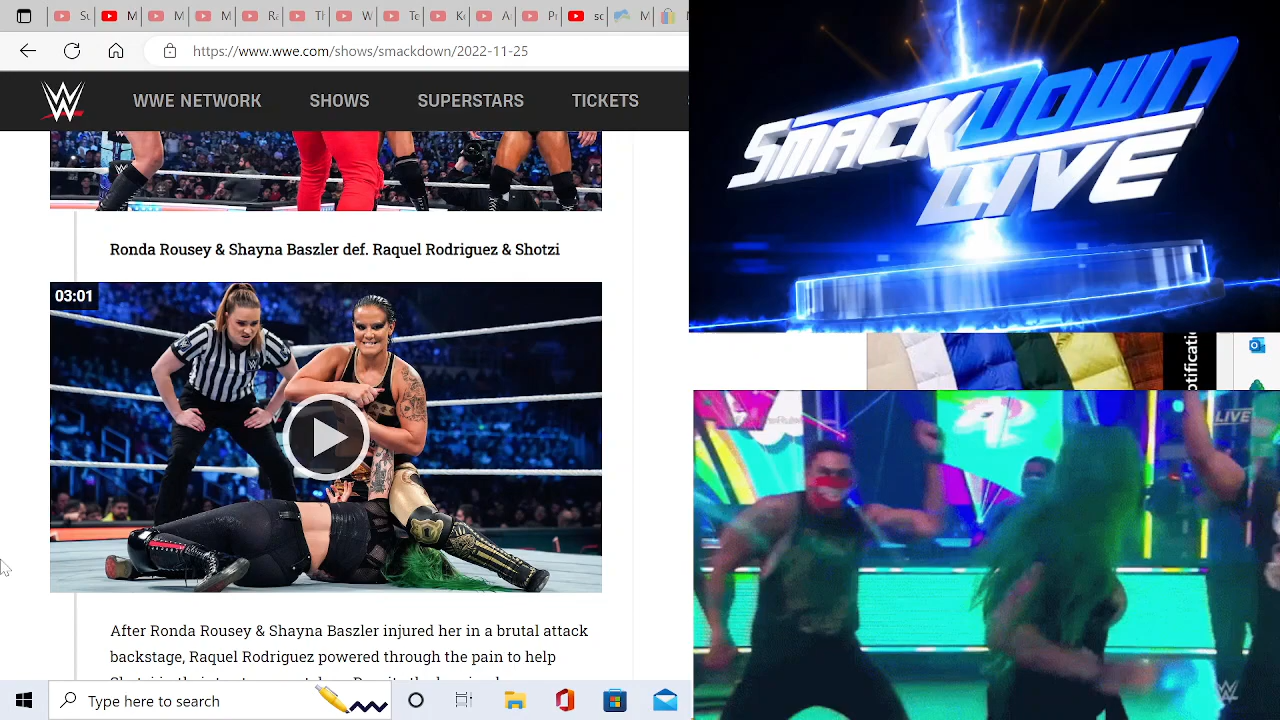 https://www.wwe.com/shows/smackdown/2022-11-25
WWE NETWORK
SHOWS
SUPERSTARS
TICKETS
Ronda Rousey & Shayna Baszler def. Raquel Rodriguez & Shotzi
03:01
After Ronda Rousey & Shayna Baszler injured her in a brutal attack
backstage, Raquel Rodriguez powered through the pain to help
Type here to search
SMACKDOWN
LIVE
LIVE